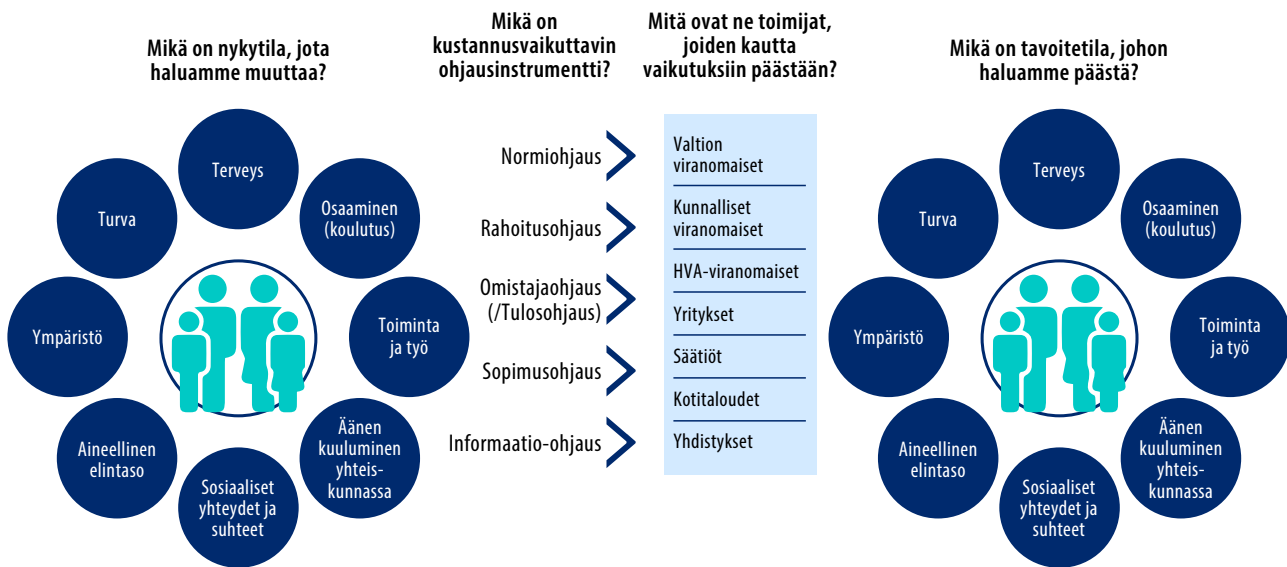 Mikä on nykytila, jota
haluamme muuttaa?
Terveys
Osaaminen
(koulutus)
Toiminta
ja työ
Äänen
kuuluminen
yhteis-
kunnassa
Sosiaaliset
yhteydet ja
suhteet
Aineellinen
elintaso
Ympäristö
Turva
Mikä on
kustannusvaikuttavin
ohjausinstrumentti?
Normiohjaus
Rahoitusohjaus
Omistajaohjaus
(/Tulosohjaus)
Sopimusohjaus
Informaatio-ohjaus
Mitä ovat ne toimijat,
joiden kautta
vaikutuksiin päästään?
Valtion
viranomaiset
Kunnalliset
viranomaiset
HVA-viranomaiset
Yritykset
Säätiöt
Kotitaloudet
Yhdistykset
Mikä on tavoitetila, johon
haluamme päästä?
Terveys
Osaaminen
(koulutus)
Toiminta
ja työ
Äänen
kuuluminen
yhteis-
kunnassa
Sosiaaliset
yhteydet ja
suhteet
Aineellinen
elintaso
Ympäristö
Turva